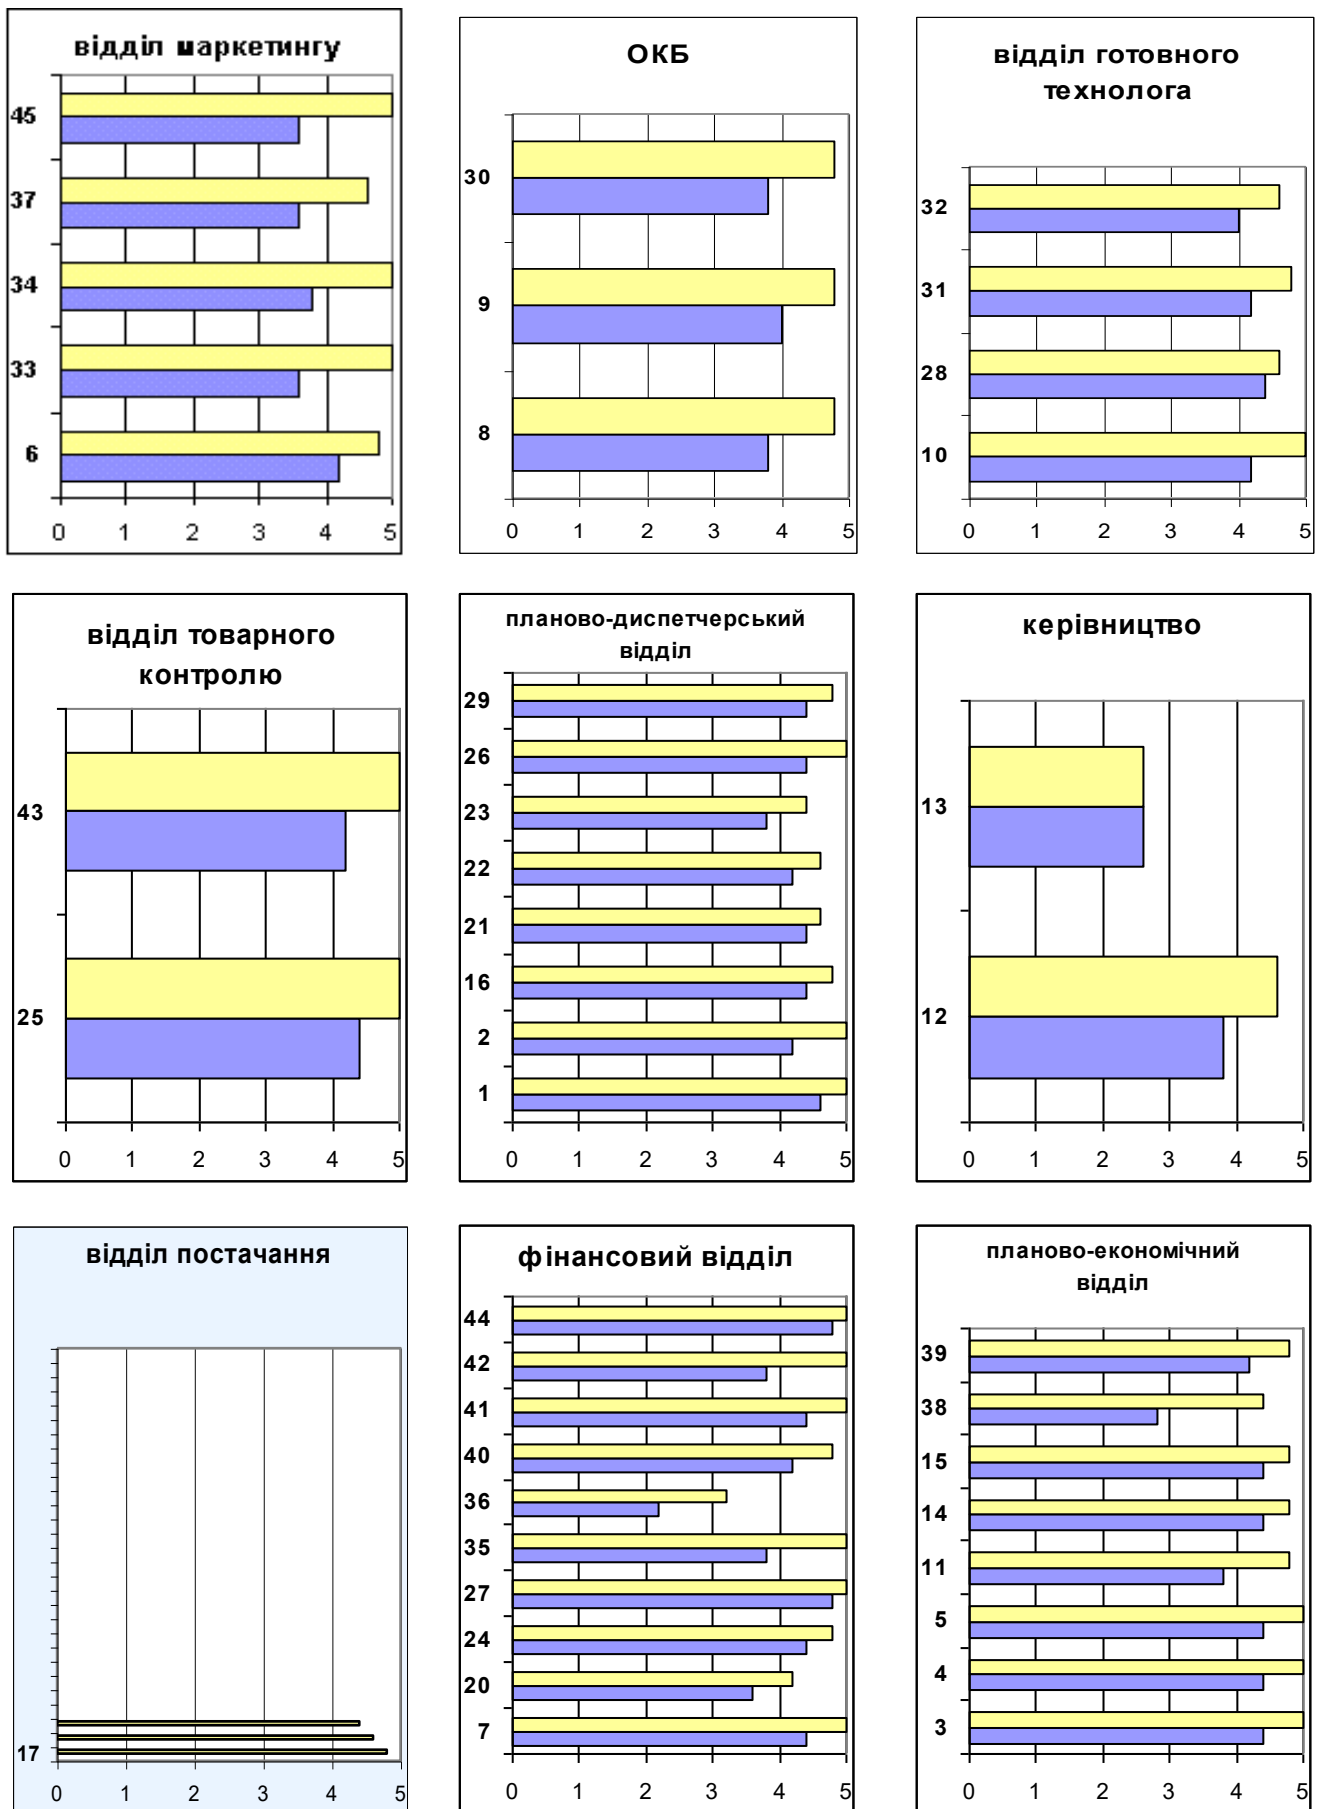 відділ маркетингу
45
37
34
33
6
0 1 2 3 4 5
ОКБ
30
9
8
0 1 2 3 4 5
відділ готовного
технолога
32
31
28
10
0 1 2 3 4 5
відділ товарного
контролю
43
25
0 1 2 3 4 5
планово-диспетчерський
відділ
29
26
23
22
21
16
2
1
0 1 2 3 4 5
керівництво
13
12
0 1 2 3 4 5
відділ постачання
17
0 1 2 3 4 5
фінансовий відділ
44
42
41
40
36
35
27
24
20
7
0 1 2 3 4 5
планово-економічний
відділ
39
38
15
14
11
5
4
3
0 1 2 3 4 5